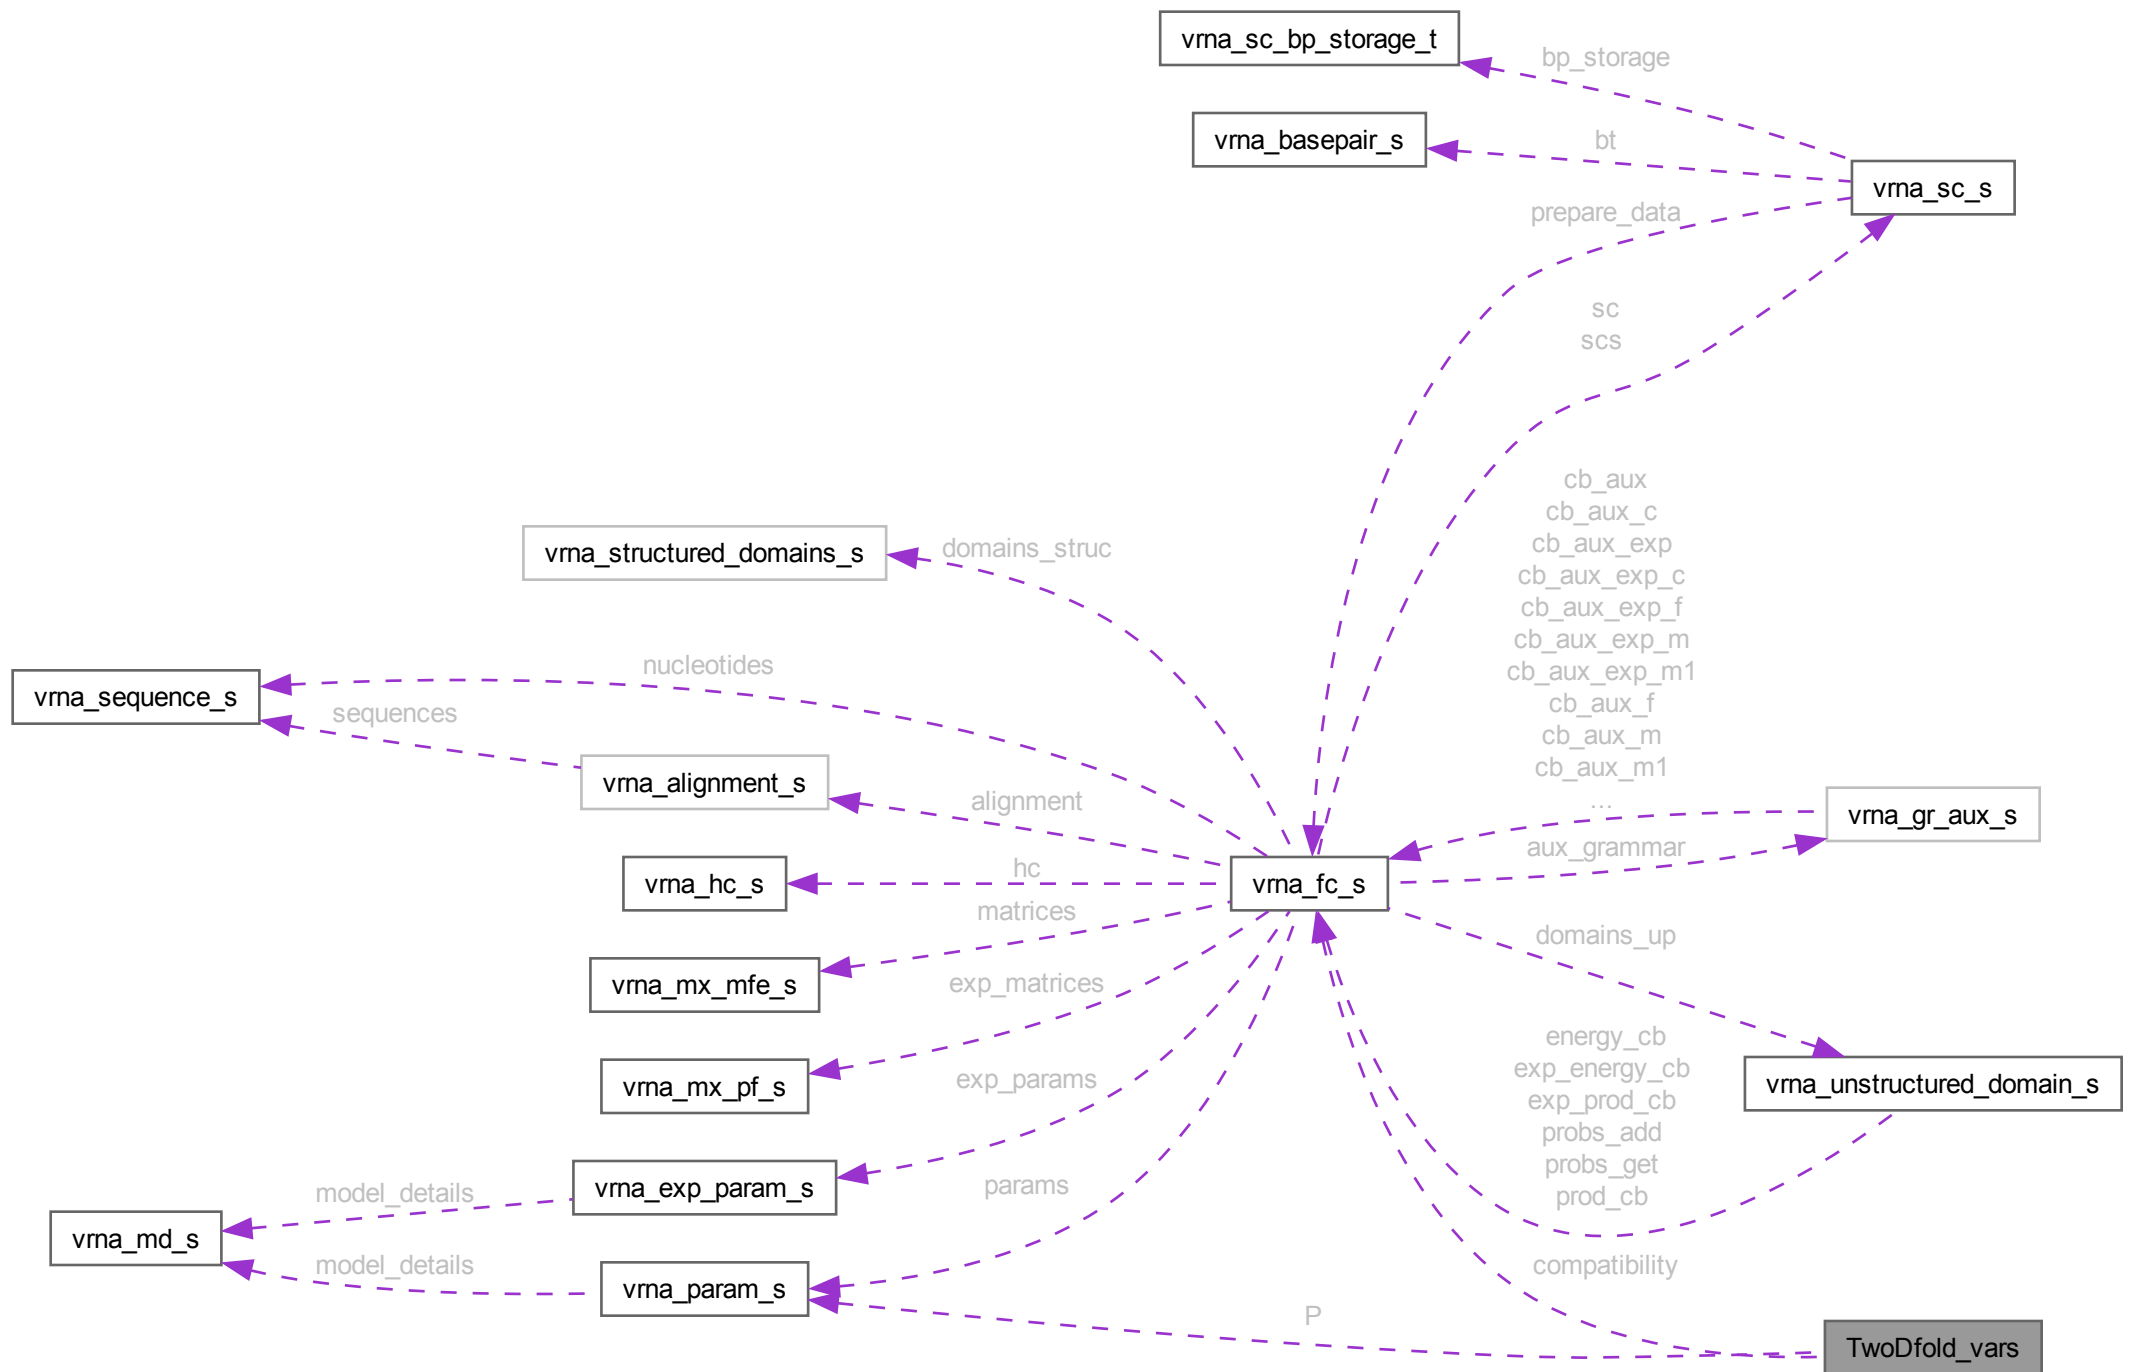 vrna_sc_bp_storage_t
bp_storage
vrna_basepair_s
bt
vrna_sc_s
prepare_data
sc
scs
cb_aux
cb_aux_c
cb_aux_exp
cb_aux_exp_c
cb_aux_exp_f
cb_aux_exp_m
cb_aux_exp_m1
cb_aux_f
cb_aux_m
cb_aux_m1
...
vrna_structured_domains_s
domains_struc
nucleotides
vrna_sequence_s
sequences
vrna_alignment_s
alignment
vrna_gr_aux_s
aux_grammar
vrna_hc_s
hc
vrna_fc_s
matrices
domains_up
vrna_mx_mfe_s
exp_matrices
energy_cb
exp_energy_cb
exp_prod_cb
probs_add
probs_get
prod_cb
vrna_unstructured_domain_s
vrna_mx_pf_s
exp_params
vrna_exp_param_s
params
model_details
vrna_md_s
model_details
vrna_param_s
compatibility
P
TwoDfold_vars